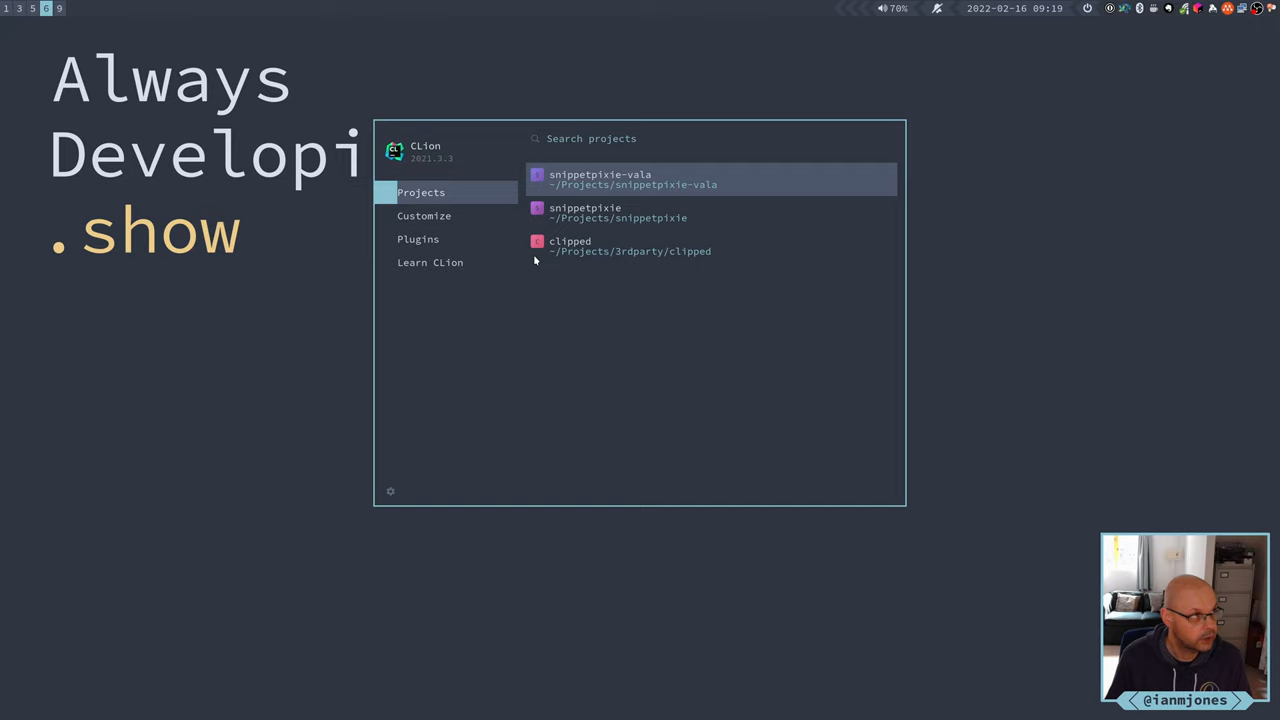 1 3 5 6 9
70%
2022-02-16 09:19
Always
Developi
.show
CL
CLion
2021.3.3
Projects
Customize
Plugins
Learn CLion
Search projects
S
snippetpixie-vala
~/Projects/snippetpixie-vala
S
snippetpixie
~/Projects/snippetpixie
C
clipped
~/Projects/3rdparty/clipped
@ianmjones